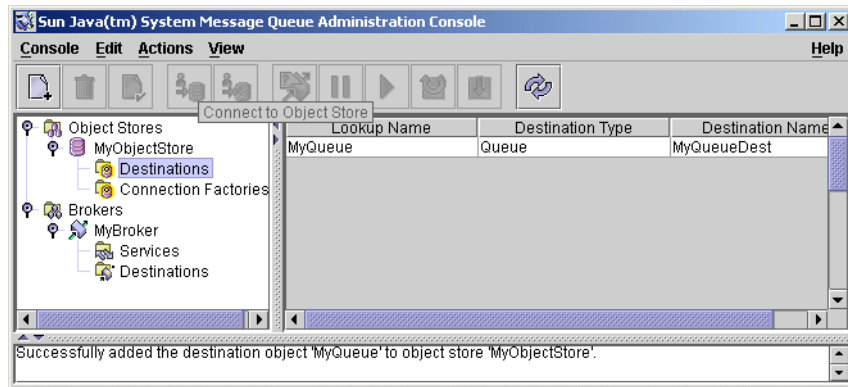 Sun Java(tm) System Message Queue Administration Console
Console Edit Actions View Help
Connect to Object Store
Object Stores
MyObjectStore
Destinations
Connection Factories
Brokers
MyBroker
Services
Destinations
Lookup Name Destination Type Destination Name
MyQueue Queue MyQueueDest
Successfully added the destination object 'MyQueue' to object store 'MyObjectStore'.